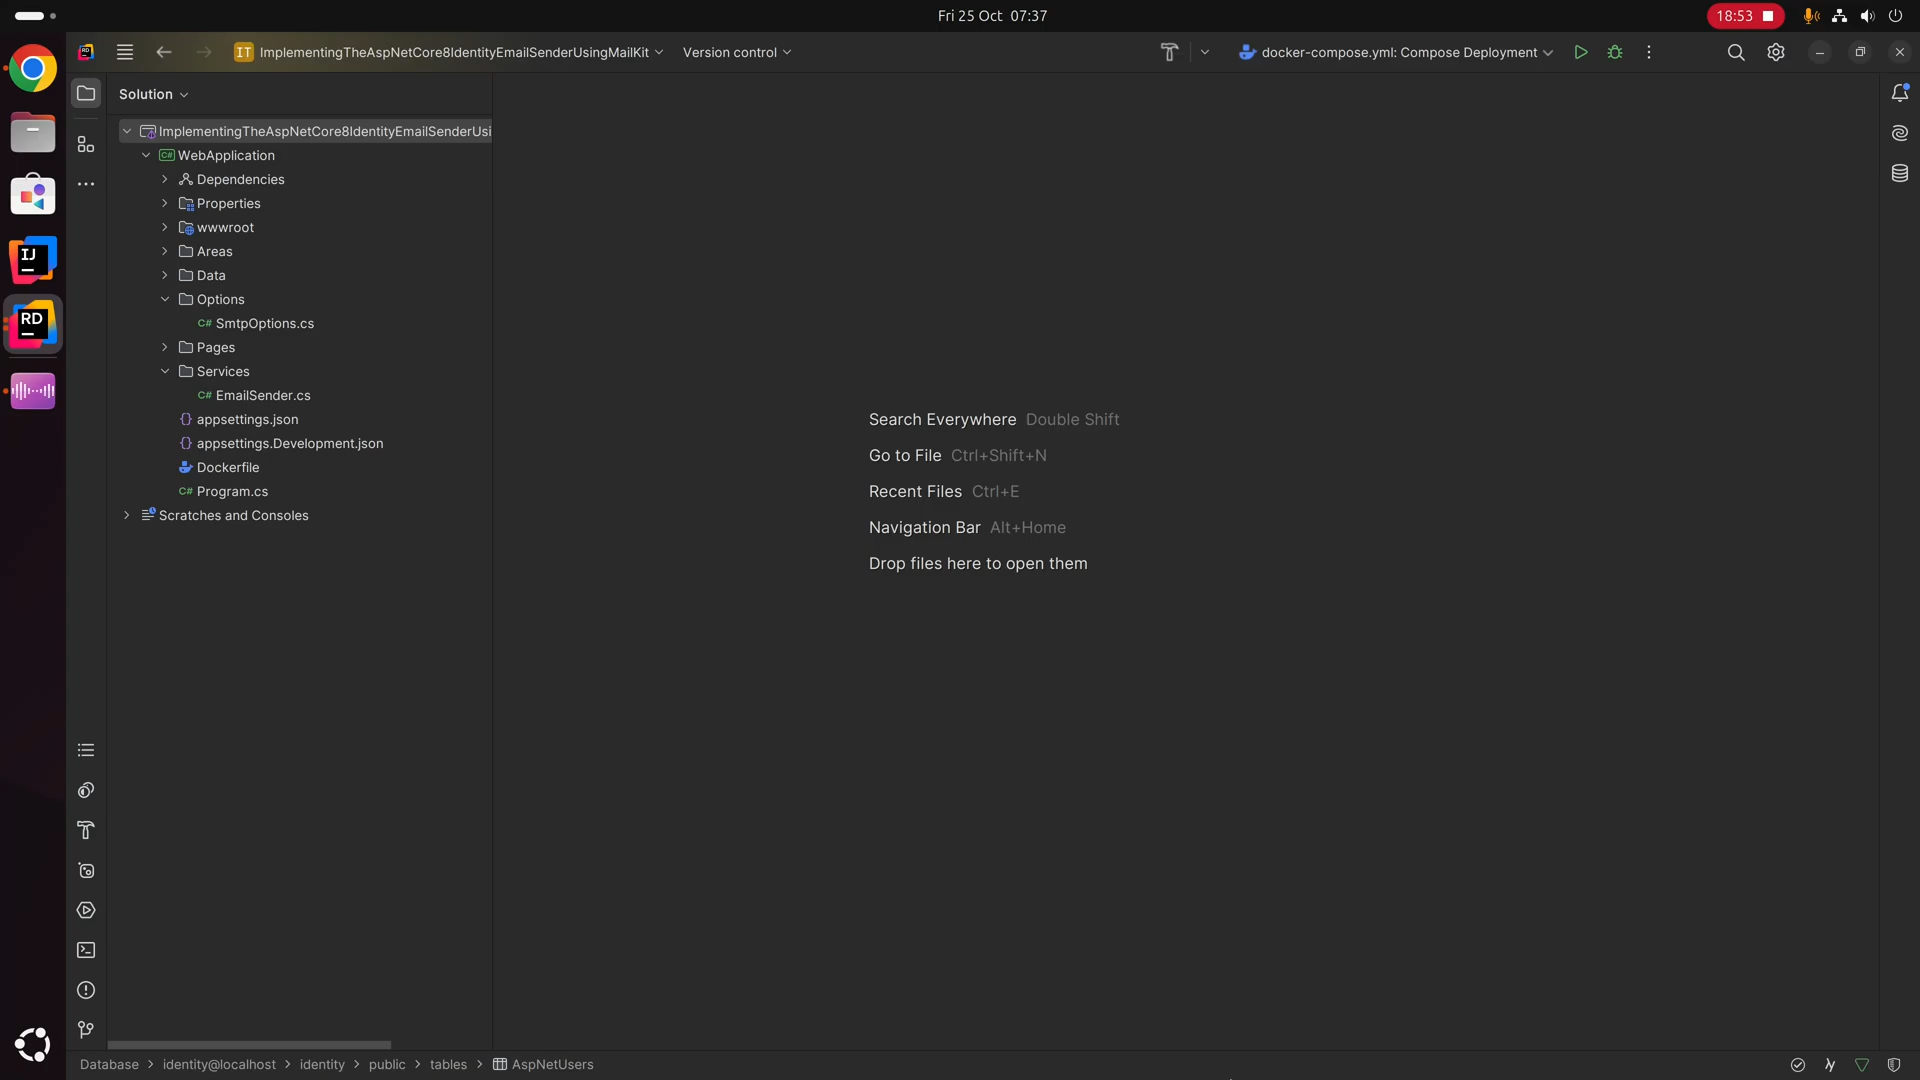 Fri 25 Oct 07:37
18:53
IT ImplementingTheAspNetCore8IdentityEmailSenderUsingMailKit
Version control
docker-compose.yml: Compose Deployment
Solution
ImplementingTheAspNetCore8IdentityEmailSenderUsi
C# WebApplication
Dependencies
Properties
wwwroot
Areas
Data
Options
C# SmtpOptions.cs
Pages
Services
C# EmailSender.cs
{} appsettings.json
{} appsettings.Development.json
Dockerfile
C# Program.cs
Scratches and Consoles
IJ
RD
Search Everywhere Double Shift
Go to File Ctrl+Shift+N
Recent Files Ctrl+E
Navigation Bar Alt+Home
Drop files here to open them
Database > identity@localhost > identity > public > tables > AspNetUsers